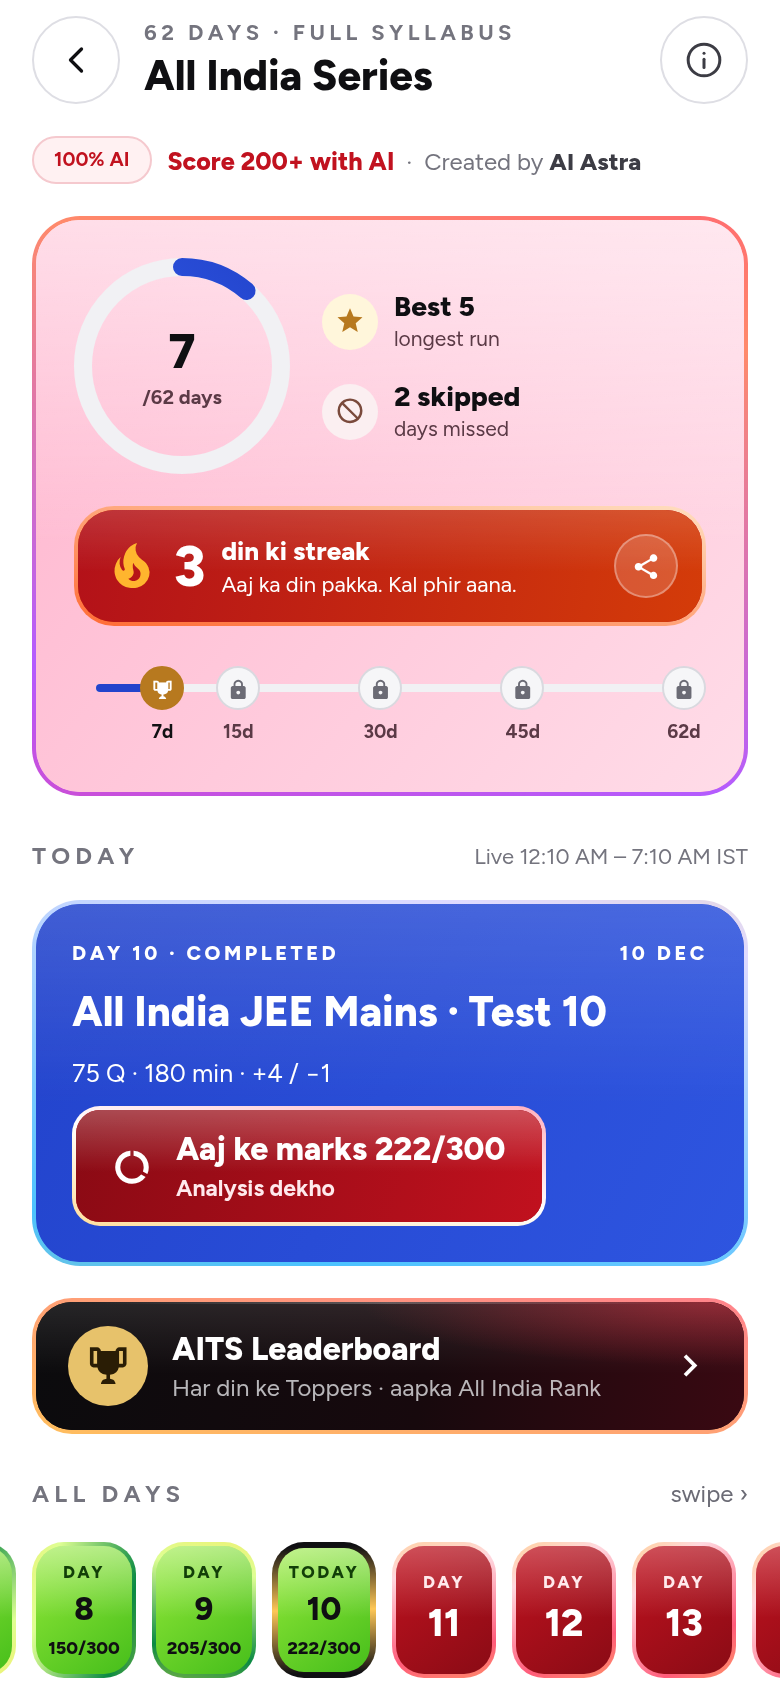 62 DAYS · FULL SYLLABUS
All India Series
100% AI
Score 200+ with AI · Created by AI Astra
7
/62 days
Best 5
longest run
2 skipped
days missed
3
din ki streak
Aaj ka din pakka. Kal phir aana.
7d 15d 30d 45d 62d
TODAY
Live 12:10 AM – 7:10 AM IST
DAY 10 · COMPLETED
10 DEC
All India JEE Mains · Test 10
75 Q · 180 min · +4 / −1
Aaj ke marks 222/300
Analysis dekho
AITS Leaderboard
Har din ke Toppers · aapka All India Rank
ALL DAYS
swipe ›
DAY
8
150/300
DAY
9
205/300
TODAY
10
222/300
DAY
11
DAY
12
DAY
13